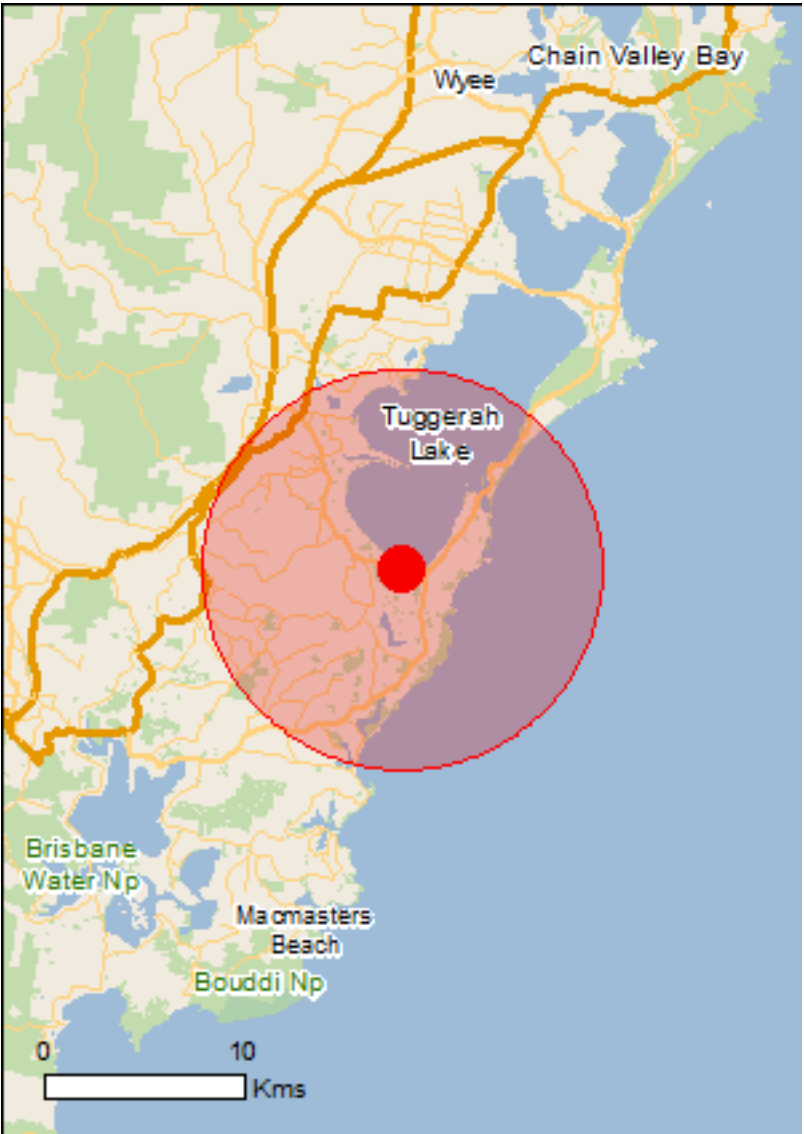 Chain Valley Bay
Wyee
Tuggerah
Lake
Brisbane
Water Np
Macmasters
Beach
Bouddi Np
0 10
Kms